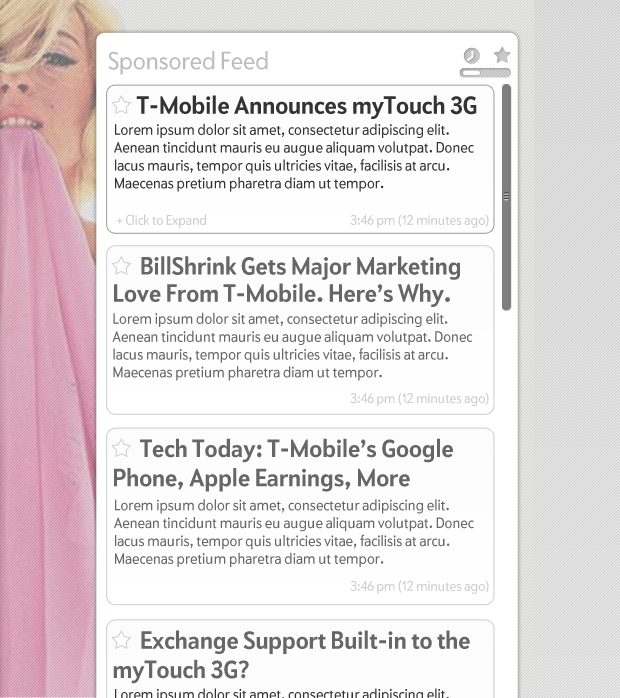 Sponsored Feed
T-Mobile Announces myTouch 3G
Lorem ipsum dolor sit amet, consectetur adipiscing elit.
Aenean tincidunt mauris eu augue aliquam volutpat. Donec
lacus mauris, tempor quis ultricies vitae, facilisis at arcu.
Maecenas pretium pharetra diam ut tempor.
+ Click to Expand 3:46 pm (12 minutes ago)
BillShrink Gets Major Marketing
Love From T-Mobile. Here’s Why.
Lorem ipsum dolor sit amet, consectetur adipiscing elit.
Aenean tincidunt mauris eu augue aliquam volutpat. Donec
lacus mauris, tempor quis ultricies vitae, facilisis at arcu.
Maecenas pretium pharetra diam ut tempor.
3:46 pm (12 minutes ago)
Tech Today: T-Mobile’s Google
Phone, Apple Earnings, More
Lorem ipsum dolor sit amet, consectetur adipiscing elit.
Aenean tincidunt mauris eu augue aliquam volutpat. Donec
lacus mauris, tempor quis ultricies vitae, facilisis at arcu.
Maecenas pretium pharetra diam ut tempor.
3:46 pm (12 minutes ago)
Exchange Support Built-in to the
myTouch 3G?
Lorem ipsum dolor sit amet, consectetur adipiscing elit.